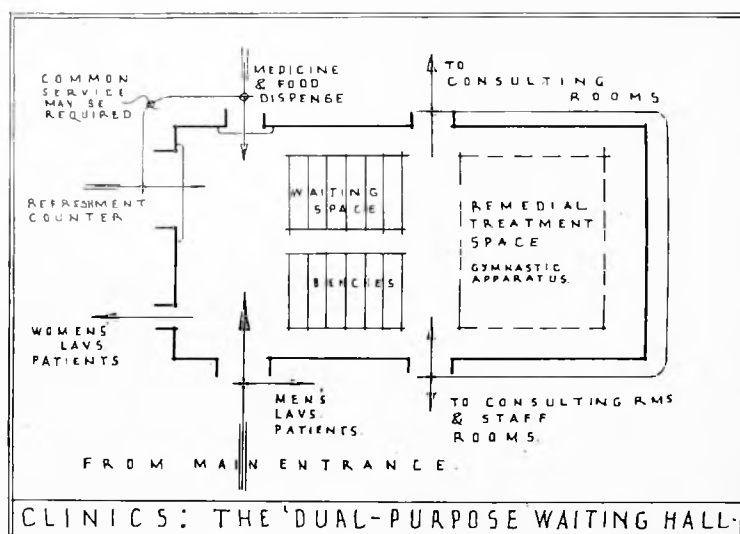 COMMON
SERVICE
MAY BE
REQUIRED
MEDICINE
& FOOD
DISPENSE
TO
CONSULTING
ROOMS
REFRESHMENT
COUNTER
WAITING
SPACE
BENCHES
REMEDIAL
TREATMENT
SPACE
GYMNASTIC
APPARATUS.
WOMENS'
LAVS.
PATIENTS
MENS'
LAVS.
PATIENTS.
TO CONSULTING RMS
& STAFF
ROOMS.
FROM MAIN ENTRANCE.
CLINICS: THE 'DUAL-PURPOSE WAITING HALL.